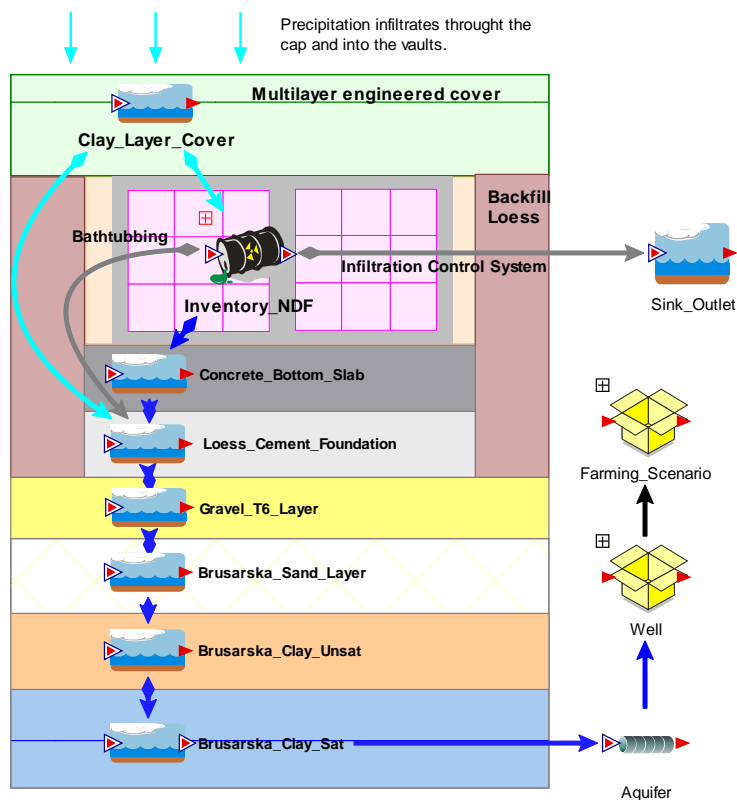 Precipitation infiltrates throught the
cap and into the vaults.
Multilayer engineered cover
Clay_Layer_Cover
Backfill
Loess
Bathtubbing
Infiltration Control System
Inventory_NDF
Sink_Outlet
Concrete_Bottom_Slab
Loess_Cement_Foundation
Farming_Scenario
Gravel_T6_Layer
Brusarska_Sand_Layer
Well
Brusarska_Clay_Unsat
Brusarska_Clay_Sat
Aquifer